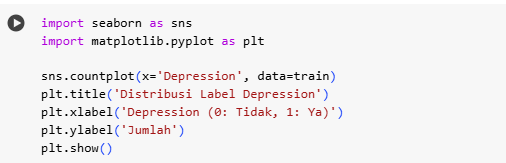 import seaborn as sns
import matplotlib.pyplot as plt
sns.countplot(x='Depression', data=train)
plt.title('Distribusi Label Depression')
plt.xlabel('Depression (0: Tidak, 1: Ya)')
plt.ylabel('Jumlah')
plt.show()